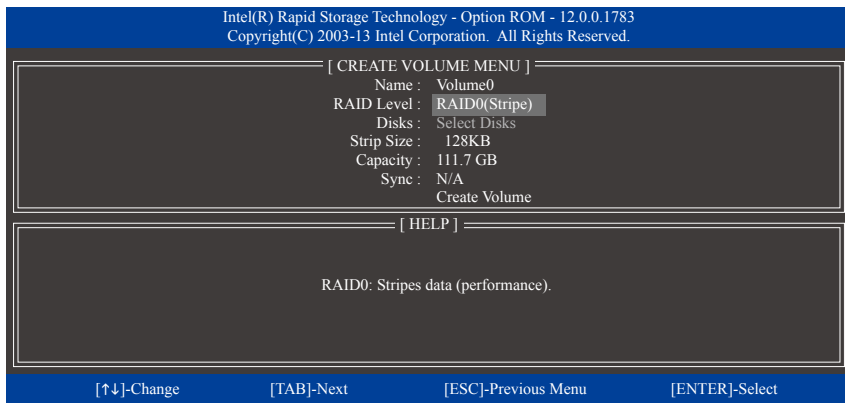 Intel(R) Rapid Storage Technology - Option ROM - 12.0.0.1783
Copyright(C) 2003-13 Intel Corporation. All Rights Reserved.
[ CREATE VOLUME MENU ]
Name : Volume0
RAID Level : RAID0(Stripe)
Disks : Select Disks
Strip Size : 128KB
Capacity : 111.7 GB
Sync : N/A
Create Volume
[ HELP ]
RAID0: Stripes data (performance).
[↑↓]-Change [TAB]-Next [ESC]-Previous Menu [ENTER]-Select